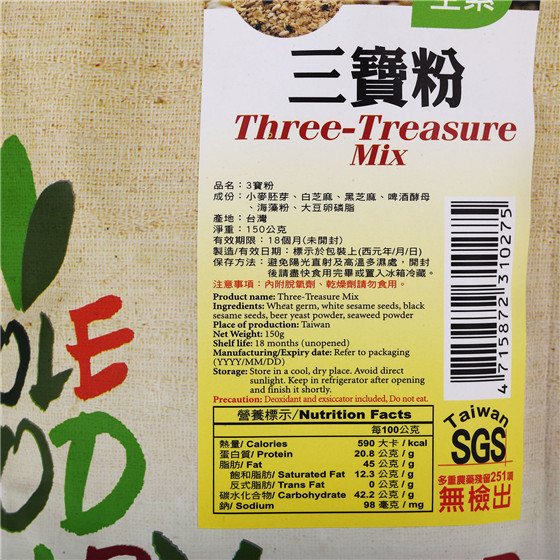 全素
三寶粉
Three-Treasure
Mix
品名：3寶粉
成份：小麥胚芽、白芝麻、黑芝麻、啤酒酵母
、海藻粉、大豆卵磷脂
產地：台灣
淨重：150公克
有效期限：18個月(未開封)
製造/有效日期：標示於包裝上(西元年/月/日)
保存方法：避免陽光直射及高溫多濕處，開封
後請盡快食用完畢或置入冰箱冷藏。
注意事項：內附脫氧劑、乾燥劑請勿食用。
Product name: Three-Treasure Mix
Ingredients: Wheat germ, white sesame seeds, black
sesame seeds, beer yeast powder, seaweed powder
Place of production: Taiwan
Net Weight: 150g
Shelf life: 18 months (unopened)
Manufacturing/Expiry date: Refer to packaging
(YYYY/MM/DD)
Storage: Store in a cool, dry place. Avoid direct
sunlight. Keep in refrigerator after opening
and finish it shortly.
Precaution: Deoxidant and exsiccator included, Do not eat.
營養標示/Nutrition Facts
每100公克
熱量/ Calories 590 大卡 / kcal
蛋白質/ Protein 20.8 公克 / g
脂肪/ Fat 45 公克 / g
飽和脂肪/ Saturated Fat 12.3 公克 / g
反式脂肪/ Trans Fat 0 公克 / g
碳水化合物/ Carbohydrate 42.2 公克 / g
鈉/ Sodium 98 毫克 / mg
4 715872 310275
Taiwan
SGS
多重農藥殘留251項
無檢出
OLE
OD